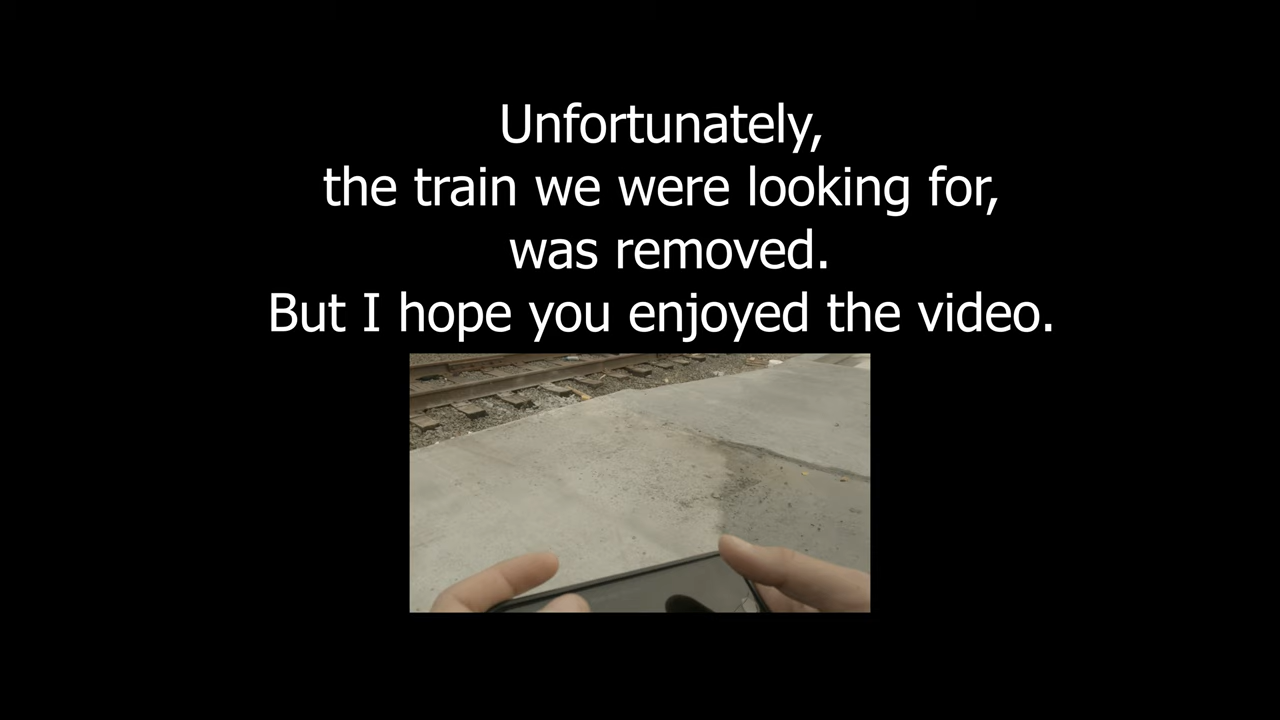 Unfortunately,
the train we were looking for,
was removed.
But I hope you enjoyed the video.